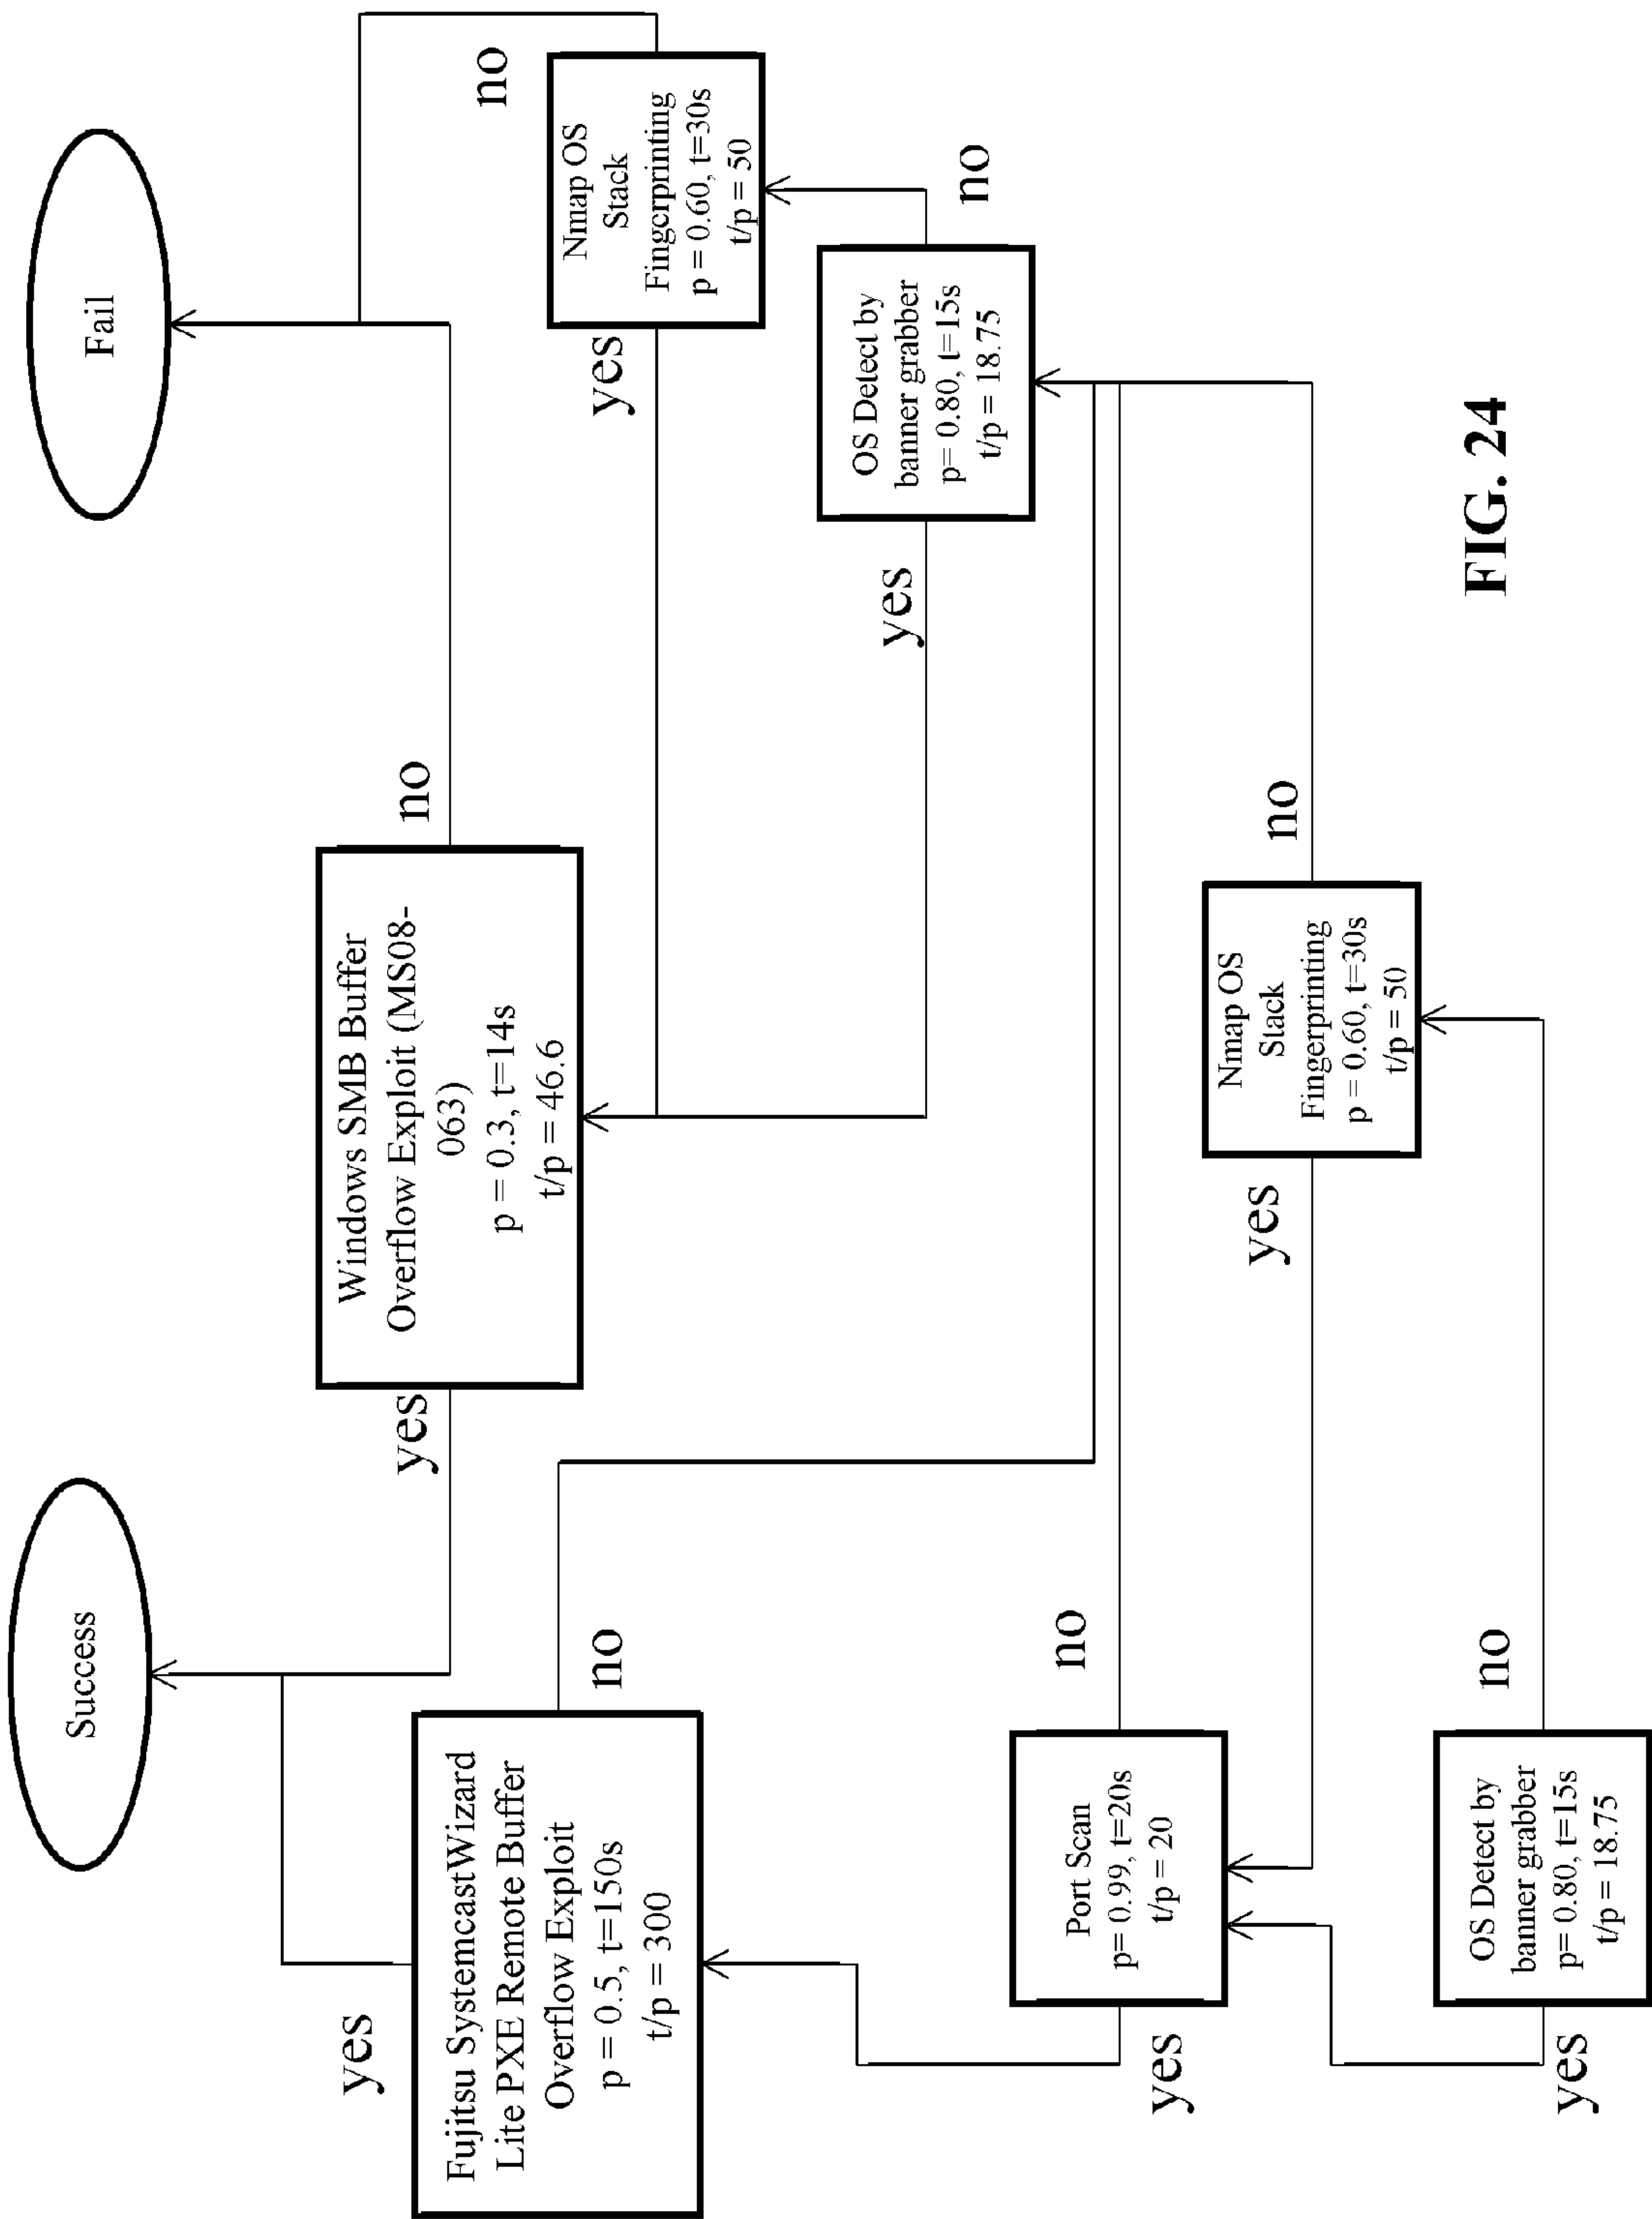 Success
Fail
yes
Fujitsu SystemcastWizard
Lite PXE Remote Buffer
Overflow Exploit
p = 0.5, t=150s
t/p = 300
no
yes
Windows SMB Buffer
Overflow Exploit (MS08-
063)
p = 0.3, t=14s
t/p = 46.6
no
no
Nmap OS
Stack
Fingerprinting
p = 0.60, t=30s
t/p = 50
yes
OS Detect by
banner grabber
p= 0.80, t=15s
t/p = 18.75
yes
no
Port Scan
p= 0.99, t=20s
t/p = 20
yes
no
Nmap OS
Stack
Fingerprinting
p = 0.60, t=30s
t/p = 50
yes
no
OS Detect by
banner grabber
p= 0.80, t=15s
t/p = 18.75
yes
no
FIG. 24